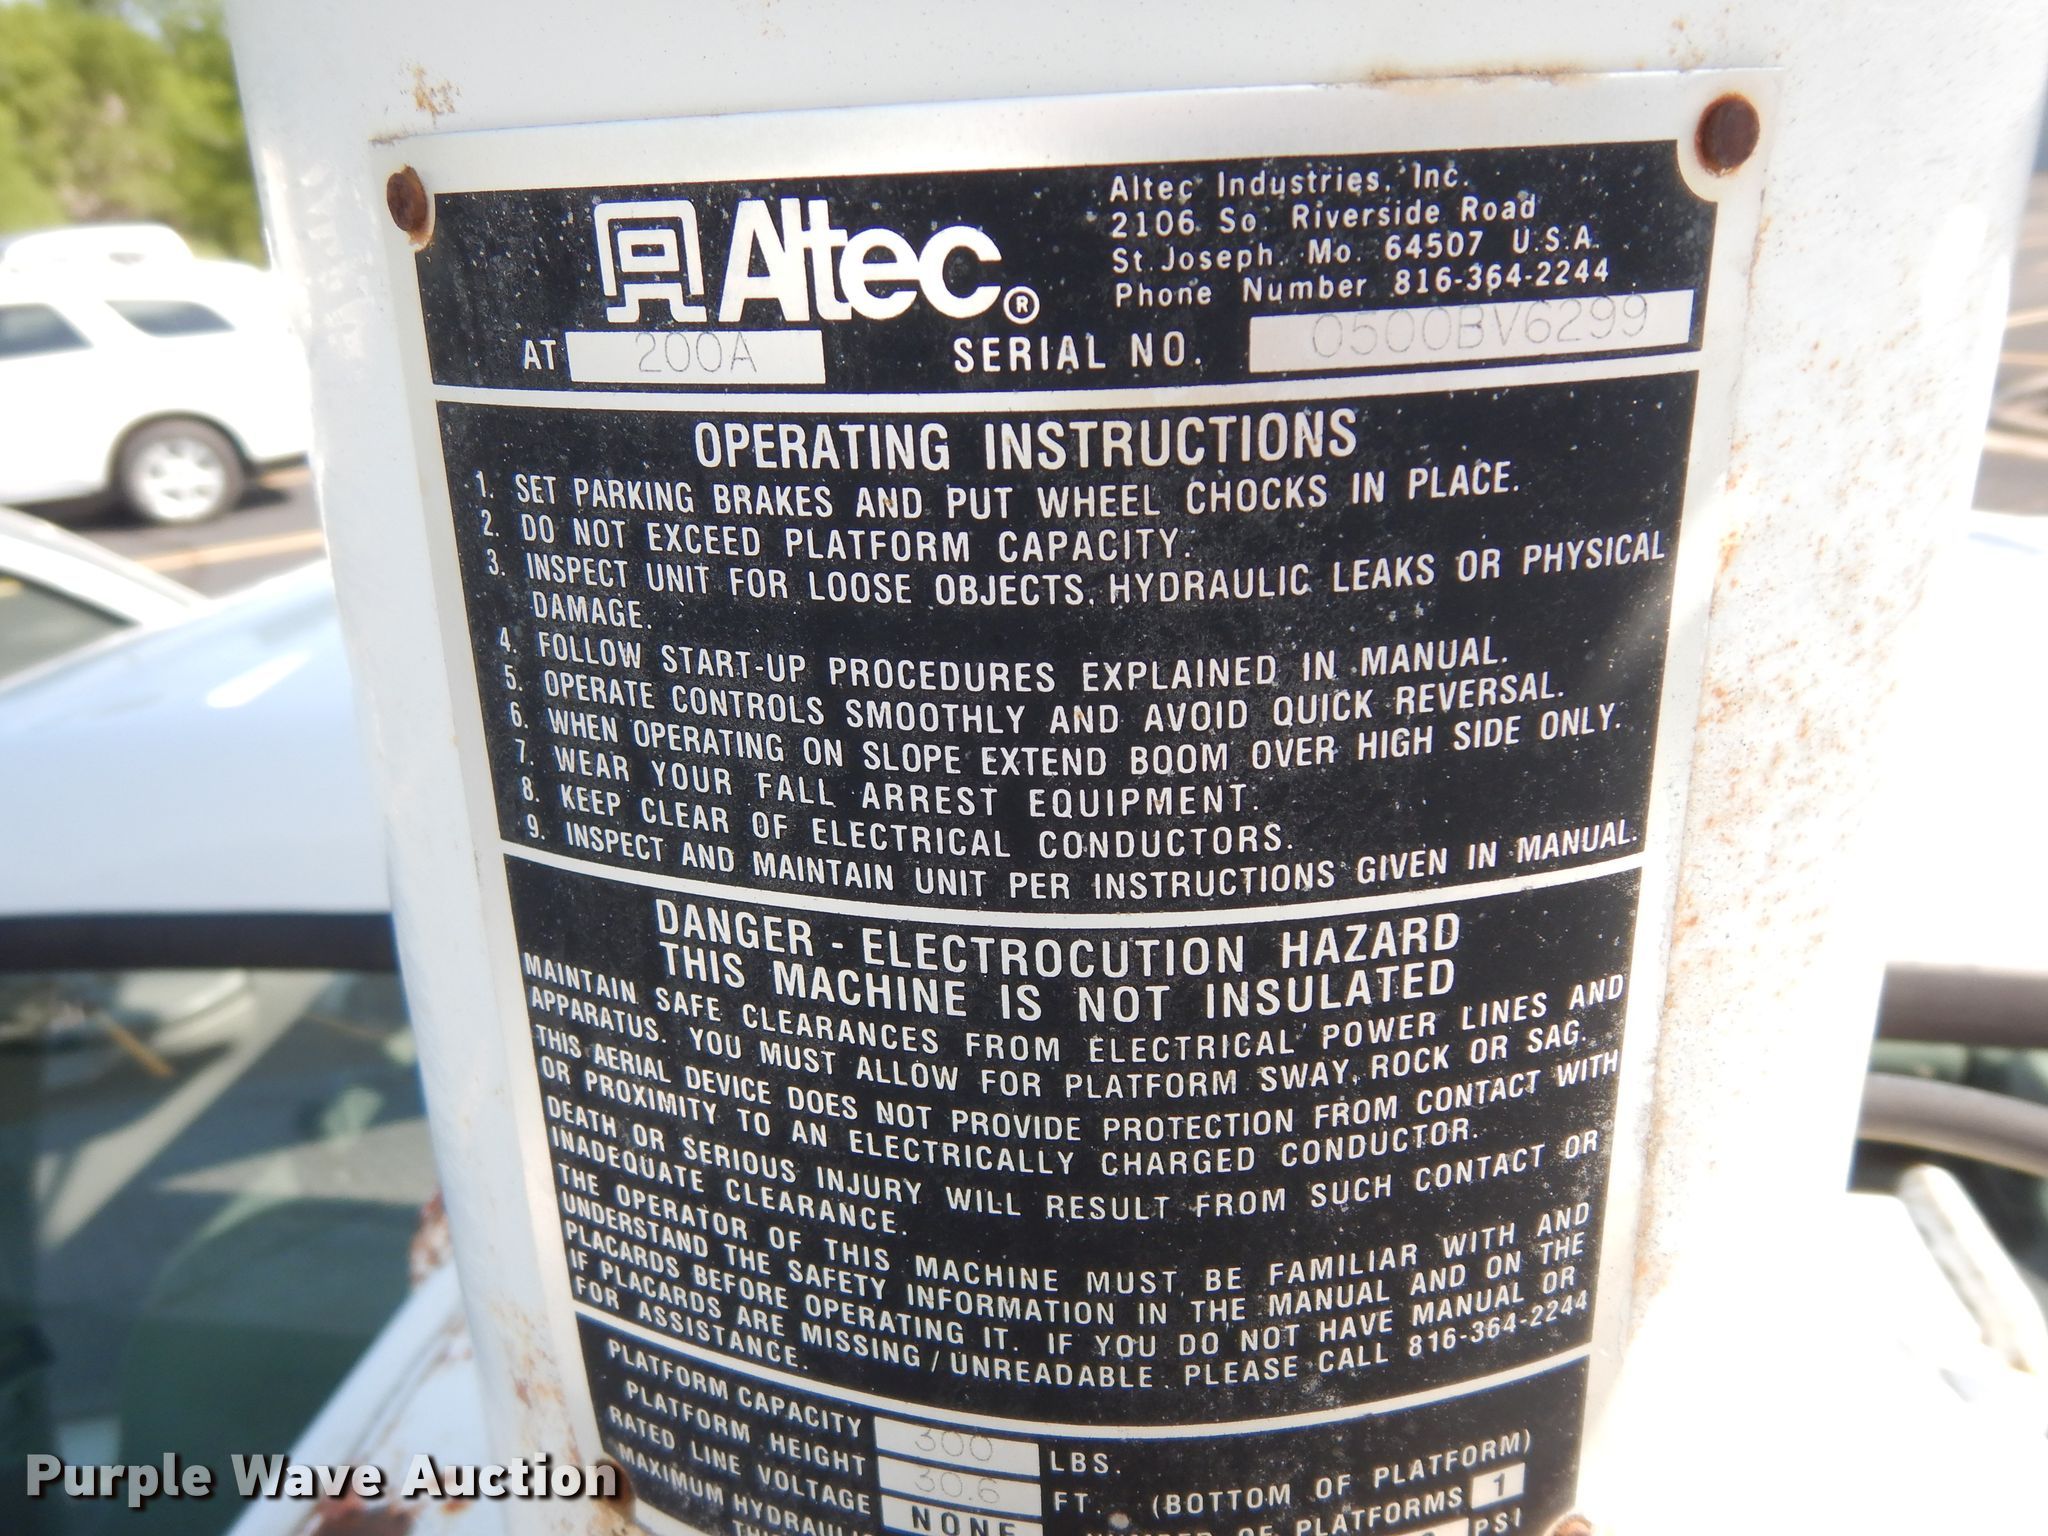 Altec®
Altec Industries, Inc.
2106 So. Riverside Road
St. Joseph, Mo. 64507 U.S.A.
Phone Number 816-364-2244
AT 200A SERIAL NO. 0500BV6299
OPERATING INSTRUCTIONS
1. SET PARKING BRAKES AND PUT WHEEL CHOCKS IN PLACE.
2. DO NOT EXCEED PLATFORM CAPACITY.
3. INSPECT UNIT FOR LOOSE OBJECTS, HYDRAULIC LEAKS OR PHYSICAL
DAMAGE.
4. FOLLOW START-UP PROCEDURES EXPLAINED IN MANUAL.
5. OPERATE CONTROLS SMOOTHLY AND AVOID QUICK REVERSAL.
6. WHEN OPERATING ON SLOPE EXTEND BOOM OVER HIGH SIDE ONLY.
7. WEAR YOUR FALL ARREST EQUIPMENT.
8. KEEP CLEAR OF ELECTRICAL CONDUCTORS.
9. INSPECT AND MAINTAIN UNIT PER INSTRUCTIONS GIVEN IN MANUAL.
DANGER - ELECTROCUTION HAZARD
THIS MACHINE IS NOT INSULATED
MAINTAIN SAFE CLEARANCES FROM ELECTRICAL POWER LINES AND
APPARATUS. YOU MUST ALLOW FOR PLATFORM SWAY, ROCK OR SAG.
THIS AERIAL DEVICE DOES NOT PROVIDE PROTECTION FROM CONTACT WITH
OR PROXIMITY TO AN ELECTRICALLY CHARGED CONDUCTOR.
DEATH OR SERIOUS INJURY WILL RESULT FROM SUCH CONTACT OR
INADEQUATE CLEARANCE.
THE OPERATOR OF THIS MACHINE MUST BE FAMILIAR WITH AND
UNDERSTAND THE SAFETY INFORMATION IN THE MANUAL AND ON THE
PLACARDS BEFORE OPERATING IT. IF YOU DO NOT HAVE MANUAL OR
IF PLACARDS ARE MISSING / UNREADABLE, PLEASE CALL 816-364-2244
FOR ASSISTANCE.
PLATFORM CAPACITY 300 LBS.
PLATFORM HEIGHT 30.6 FT. (BOTTOM OF PLATFORM)
RATED LINE VOLTAGE NONE OF PLATFORMS 1
MAXIMUM PSI
Purple Wave Auction